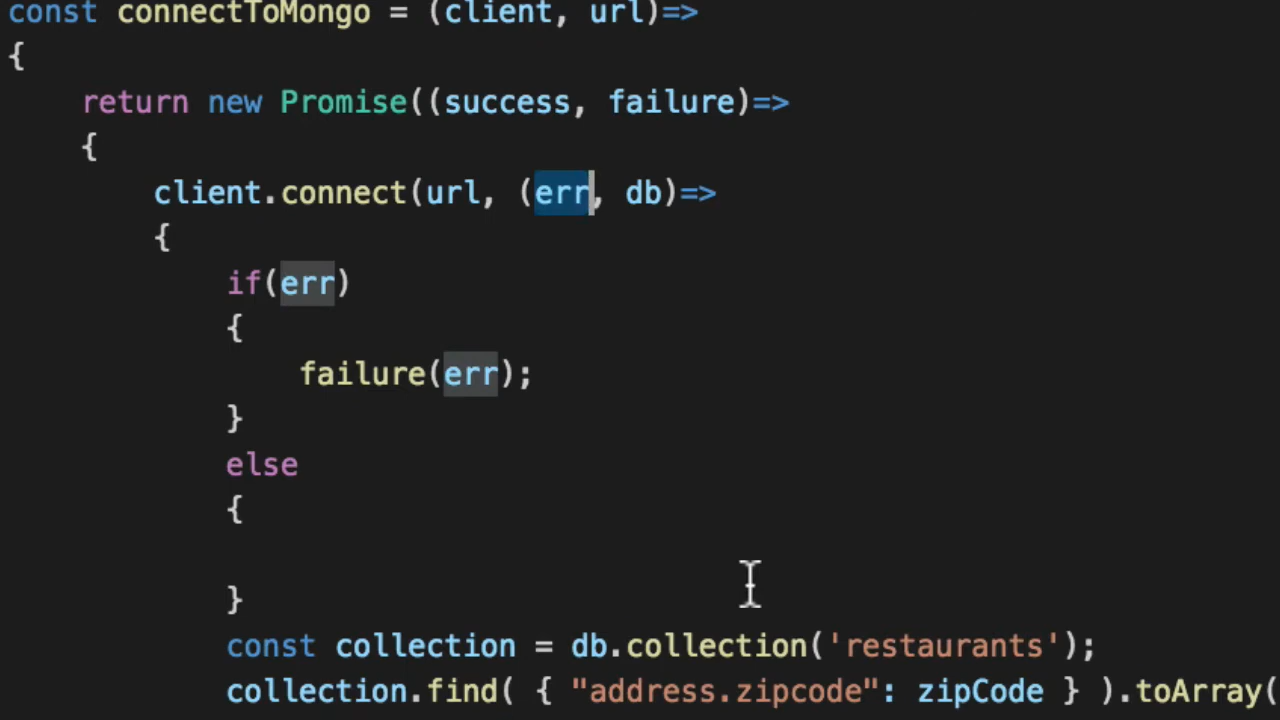 const connectToMongo = (client, url)=>
{
    return new Promise((success, failure)=>
    {
        client.connect(url, (err, db)=>
        {
            if(err)
            {
                failure(err);
            }
            else
            {

            }
            const collection = db.collection('restaurants');
            collection.find( { "address.zipcode": zipCode } ).toArray(